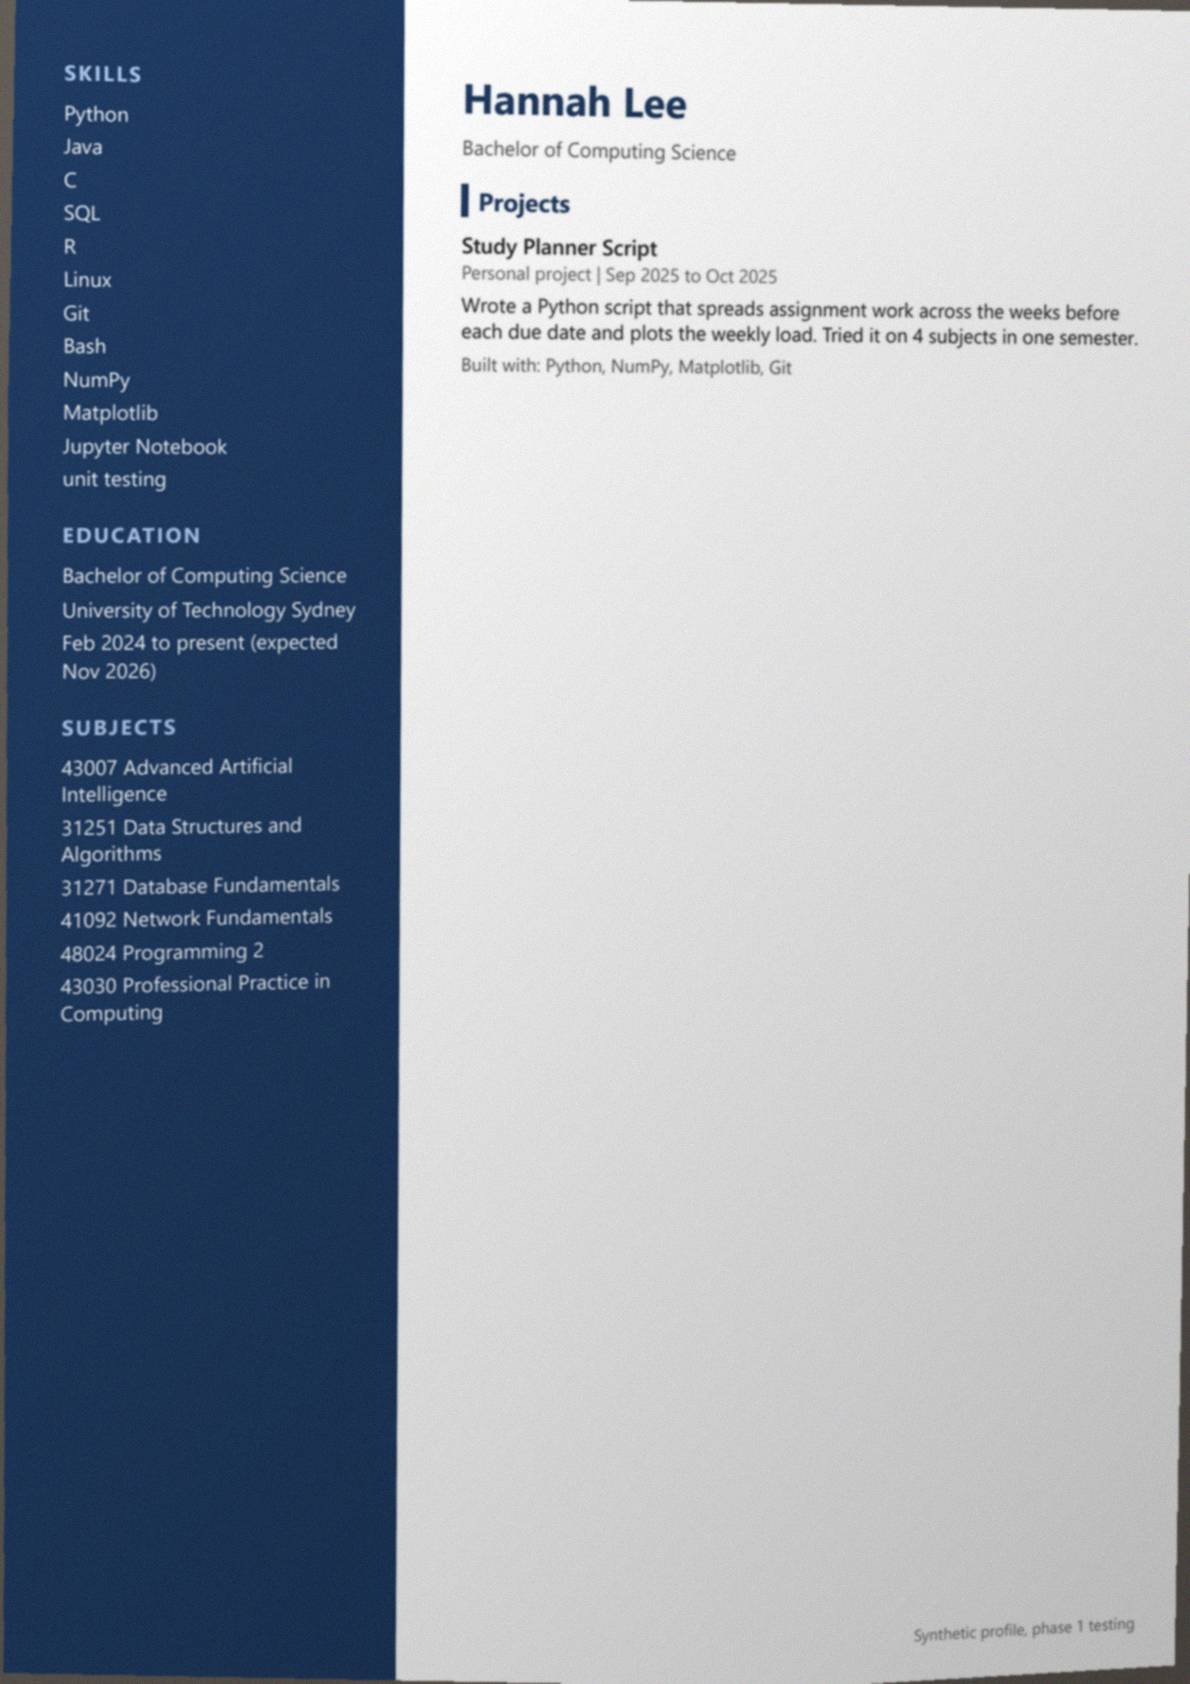 SKILLS
Python
Java
C
SQL
R
Linux
Git
Bash
NumPy
Matplotlib
Jupyter Notebook
unit testing
EDUCATION
Bachelor of Computing Science
University of Technology Sydney
Feb 2024 to present (expected
Nov 2026)
SUBJECTS
43007 Advanced Artificial
Intelligence
31251 Data Structures and
Algorithms
31271 Database Fundamentals
41092 Network Fundamentals
48024 Programming 2
43030 Professional Practice in
Computing
Hannah Lee
Bachelor of Computing Science
Projects
Study Planner Script
Personal project | Sep 2025 to Oct 2025
Wrote a Python script that spreads assignment work across the weeks before
each due date and plots the weekly load. Tried it on 4 subjects in one semester.
Built with: Python, NumPy, Matplotlib, Git
Synthetic profile, phase 1 testing